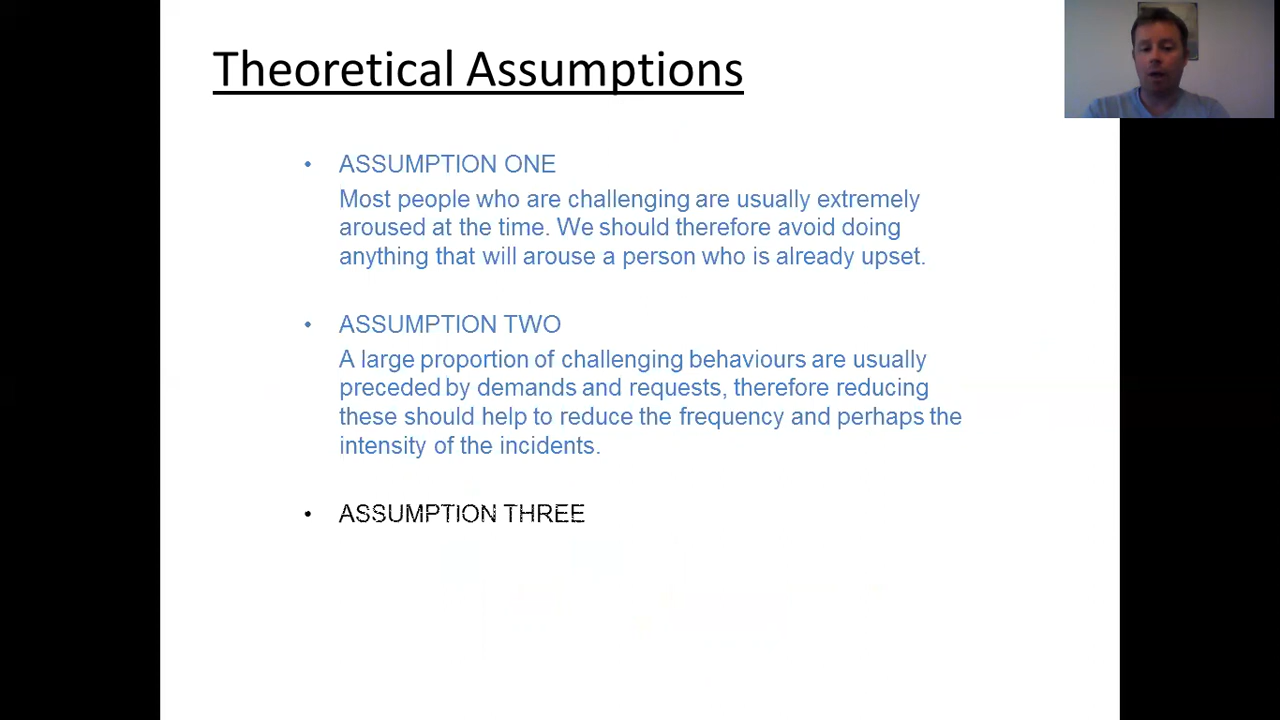 Theoretical Assumptions
• ASSUMPTION ONE
Most people who are challenging are usually extremely
aroused at the time. We should therefore avoid doing
anything that will arouse a person who is already upset.
• ASSUMPTION TWO
A large proportion of challenging behaviours are usually
preceded by demands and requests, therefore reducing
these should help to reduce the frequency and perhaps the
intensity of the incidents.
• ASSUMPTION THREE